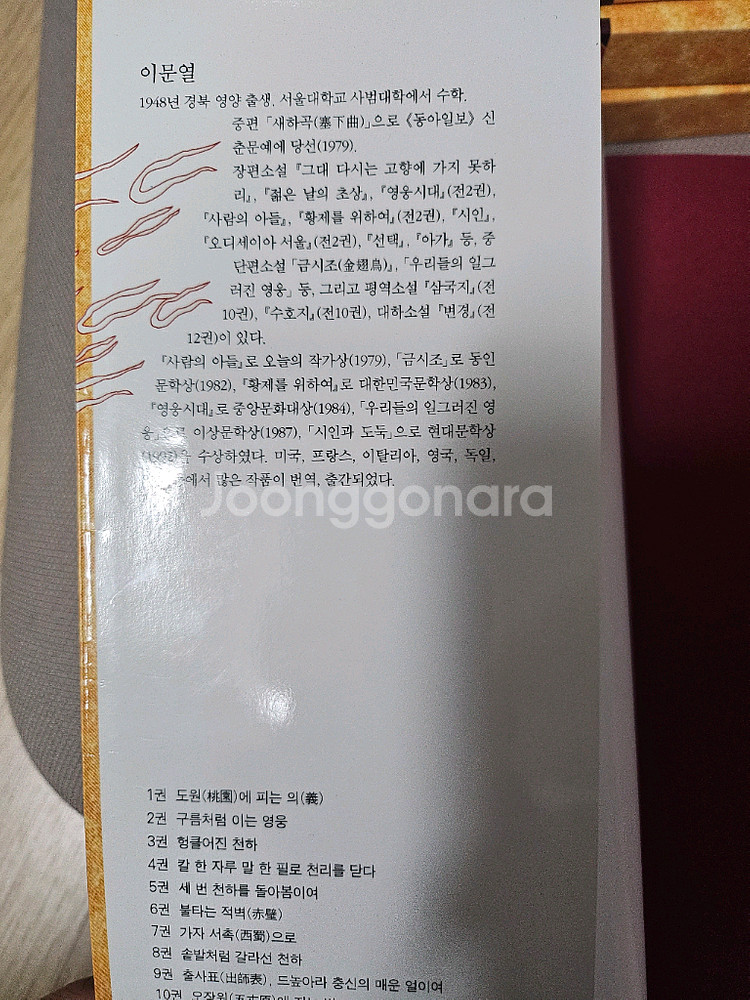 이문열
1948년 경북 영양 출생. 서울대학교 사범대학에서 수학.
중편 「새하곡(塞下曲)」으로 《동아일보》 신
춘문예에 당선(1979).
장편소설 『그대 다시는 고향에 가지 못하
리』, 『젊은 날의 초상』, 『영웅시대』(전2권),
『사람의 아들』, 『황제를 위하여』(전2권), 『시인』,
『오디세이아 서울』(전2권), 『선택』, 『아가』 등, 중
단편소설 「금시조(金翅鳥)」, 「우리들의 일그
러진 영웅」 등, 그리고 평역소설 『삼국지』(전
10권), 『수호지』(전10권), 대하소설 『변경』(전
12권)이 있다.
『사람의 아들』로 오늘의 작가상(1979), 「금시조」로 동인
문학상(1982), 『황제를 위하여』로 대한민국문학상(1983),
『영웅시대』로 중앙문화대상(1984), 「우리들의 일그러진 영
웅」으로 이상문학상(1987), 「시인과 도둑」으로 현대문학상
수상하였다. 미국, 프랑스, 이탈리아, 영국, 독일,
에서 많은 작품이 번역, 출간되었다.
Joonggonara
1권 도원(桃園)에 피는 의(義)
2권 구름처럼 이는 영웅
3권 헝클어진 천하
4권 칼 한 자루 말 한 필로 천리를 닫다
5권 세 번 천하를 돌아봄이여
6권 불타는 적벽(赤壁)
7권 가자 서촉(西蜀)으로
8권 솥발처럼 갈라선 천하
9권 출사표(出師表), 드높아라 충신의 매운 얼이여
10권